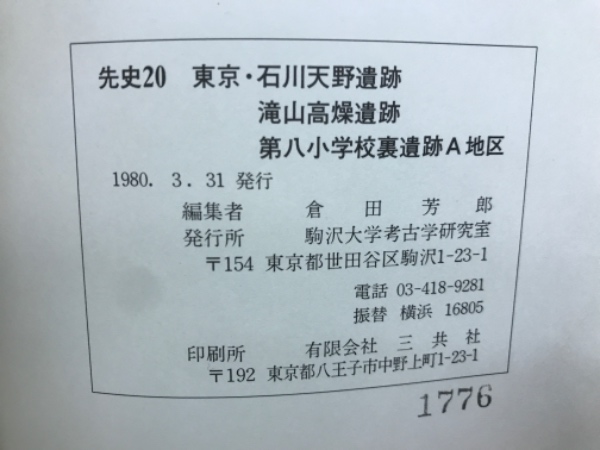 先史20 東京・石川天野遺跡
滝山高燥遺跡
第八小学校裏遺跡A地区
1980. 3. 31 発行
編集者 倉田芳郎
発行所 駒沢大学考古学研究室
〒154 東京都世田谷区駒沢1-23-1
電話 03-418-9281
振替 横浜 16805
印刷所 有限会社 三共社
〒192 東京都八王子市中野上町1-23-1
1776